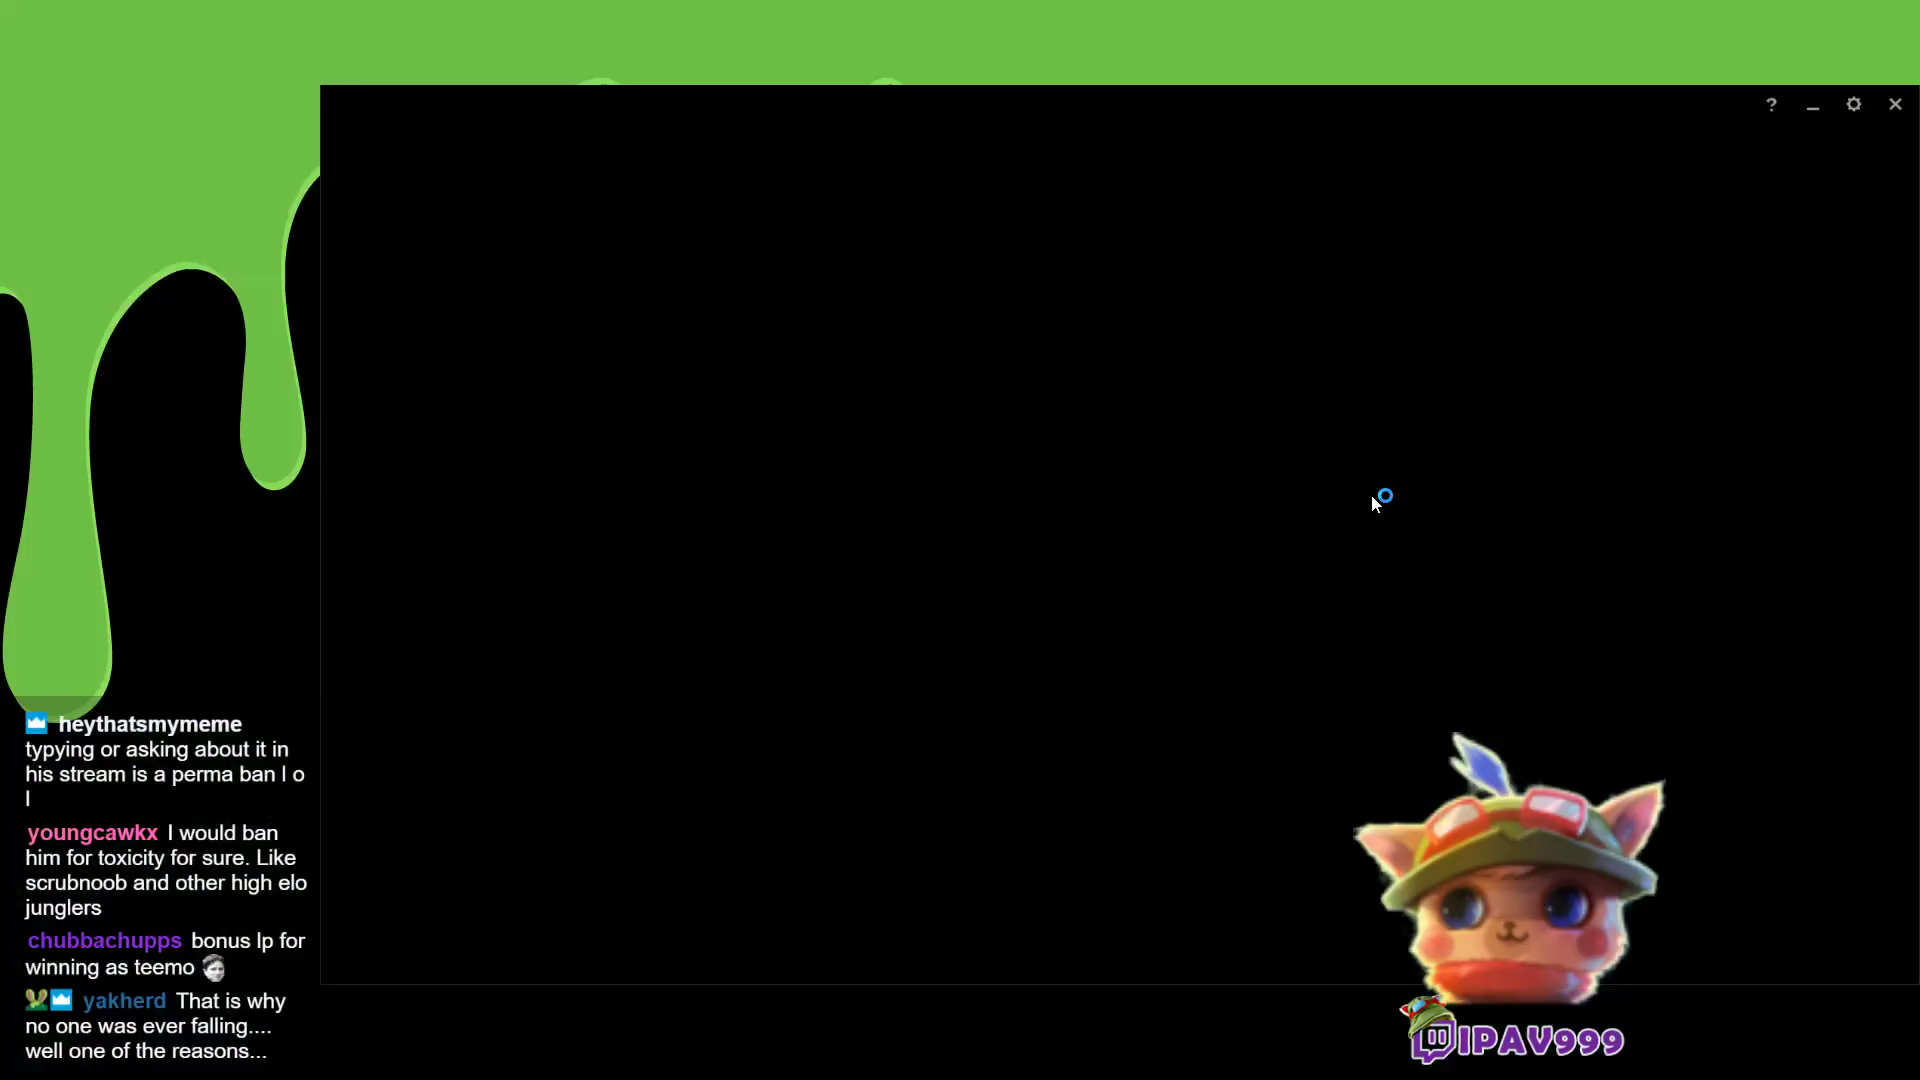 ?
heythatsmymeme
typying or asking about it in
his stream is a perma ban l o
l
youngcawkx I would ban
him for toxicity for sure. Like
scrubnoob and other high elo
junglers
chubbachupps bonus lp for
winning as teemo
yakherd That is why
no one was ever falling....
well one of the reasons...
IPAV999